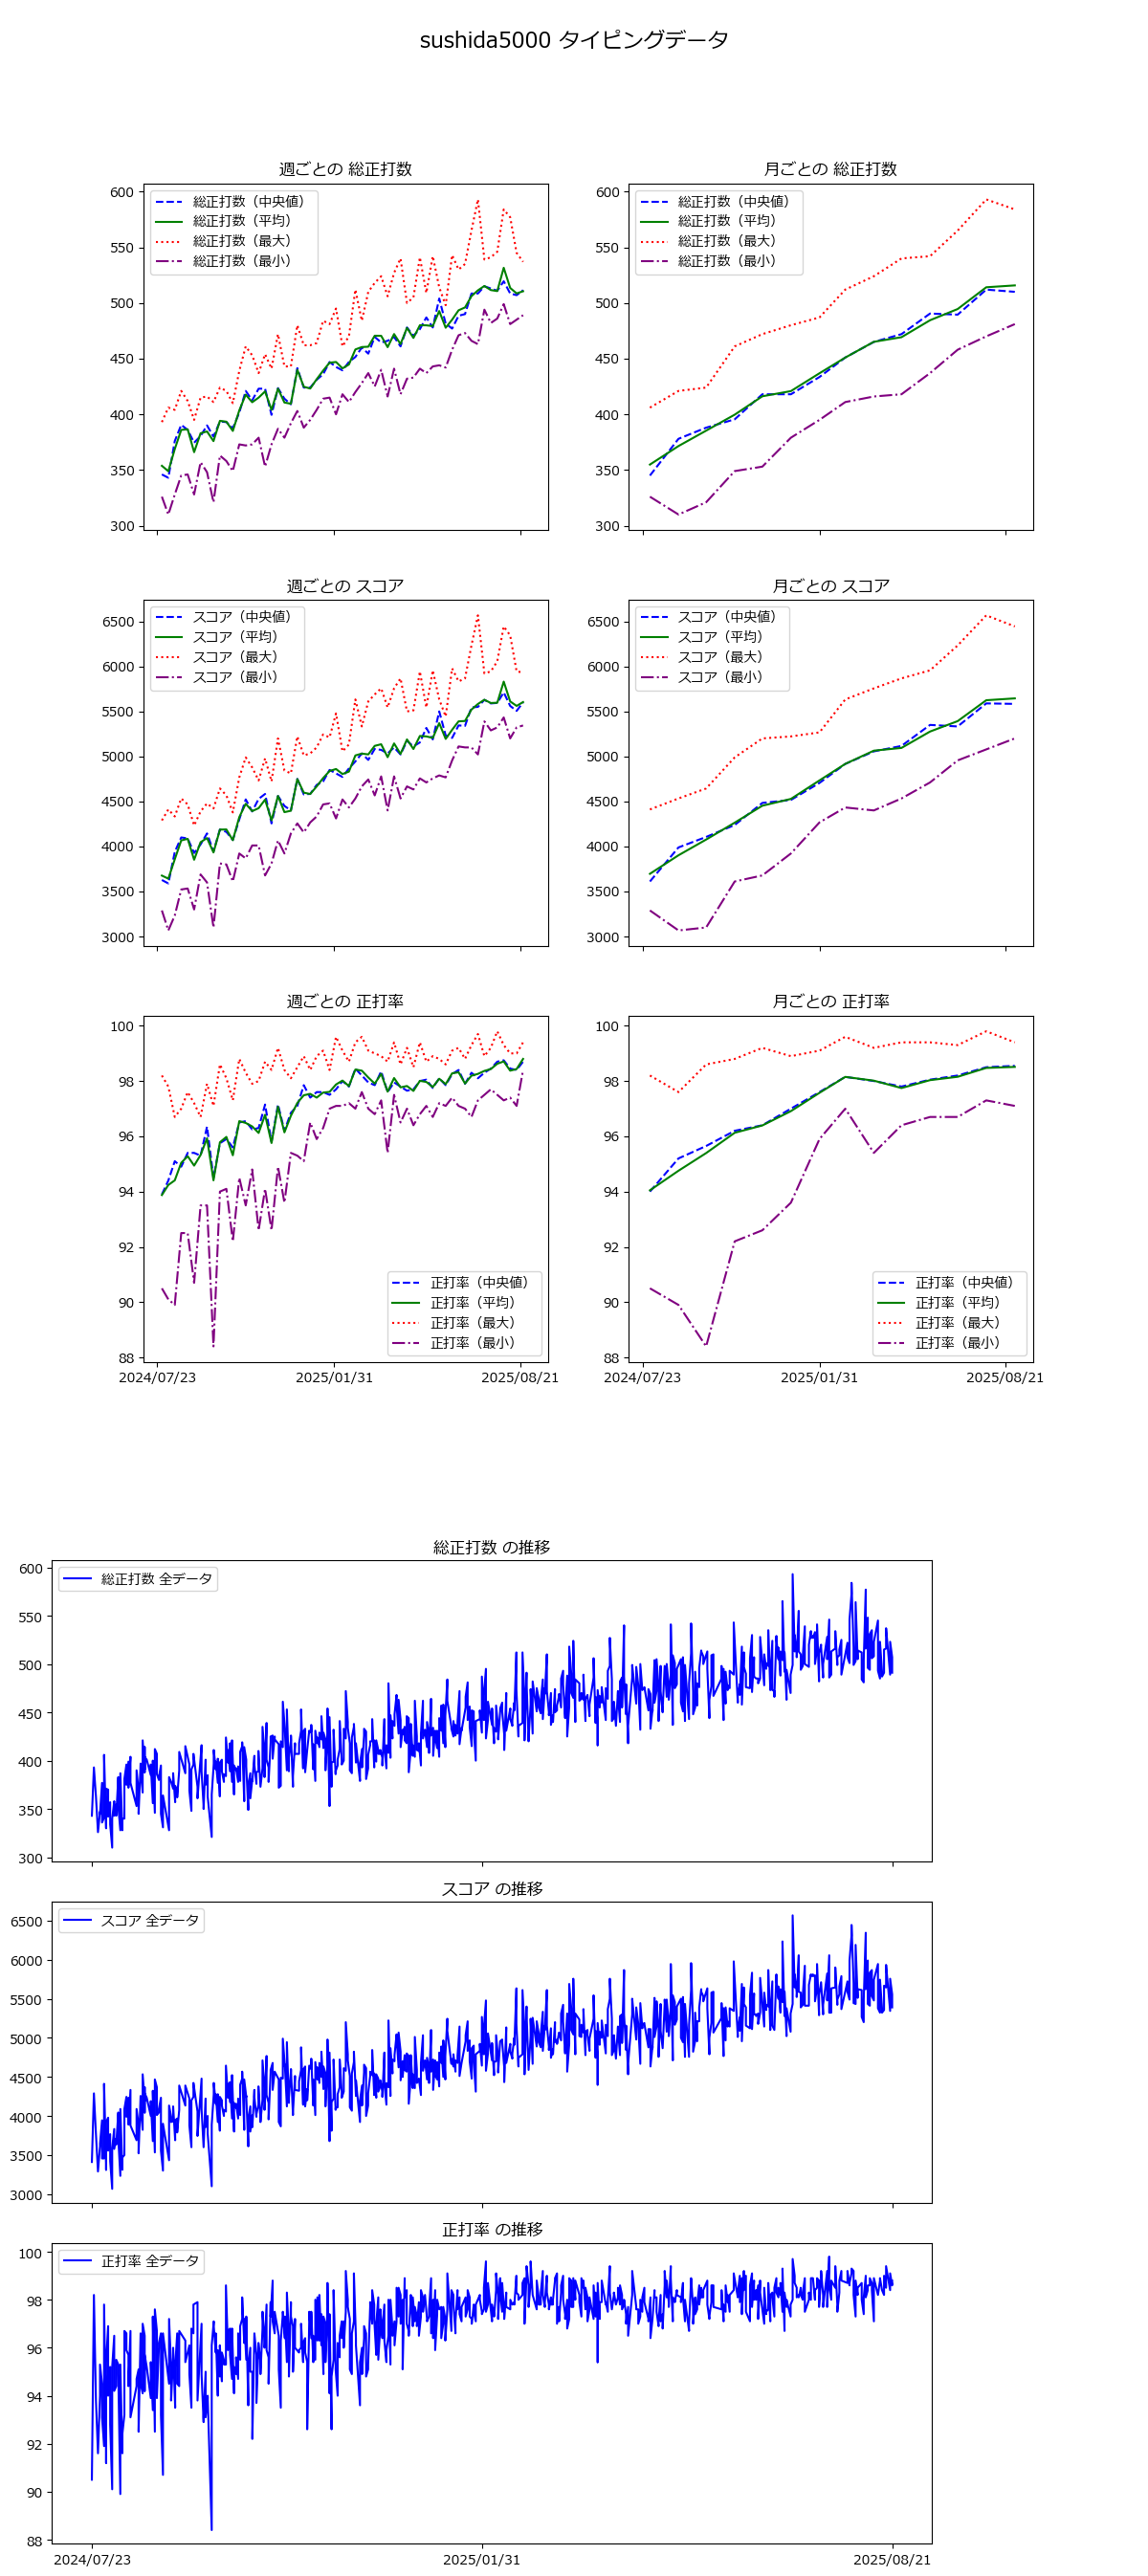 sushida5000 タイピングデータ
週ごとの 総正打数
600
550
500
450
400
350
300
総正打数（中央値）
総正打数（平均）
総正打数（最大）
総正打数（最小）
月ごとの 総正打数
600
550
500
450
400
350
300
総正打数（中央値）
総正打数（平均）
総正打数（最大）
総正打数（最小）
週ごとの スコア
6500
6000
5500
5000
4500
4000
3500
3000
スコア（中央値）
スコア（平均）
スコア（最大）
スコア（最小）
月ごとの スコア
6500
6000
5500
5000
4500
4000
3500
3000
スコア（中央値）
スコア（平均）
スコア（最大）
スコア（最小）
週ごとの 正打率
100
98
96
94
92
90
88
正打率（中央値）
正打率（平均）
正打率（最大）
正打率（最小）
2024/07/23
2025/01/31
2025/08/21
月ごとの 正打率
100
98
96
94
92
90
88
正打率（中央値）
正打率（平均）
正打率（最大）
正打率（最小）
2024/07/23
2025/01/31
2025/08/21
総正打数 の推移
600
550
500
450
400
350
300
総正打数 全データ
スコア の推移
6500
6000
5500
5000
4500
4000
3500
3000
スコア 全データ
正打率 の推移
100
98
96
94
92
90
88
正打率 全データ
2024/07/23
2025/01/31
2025/08/21